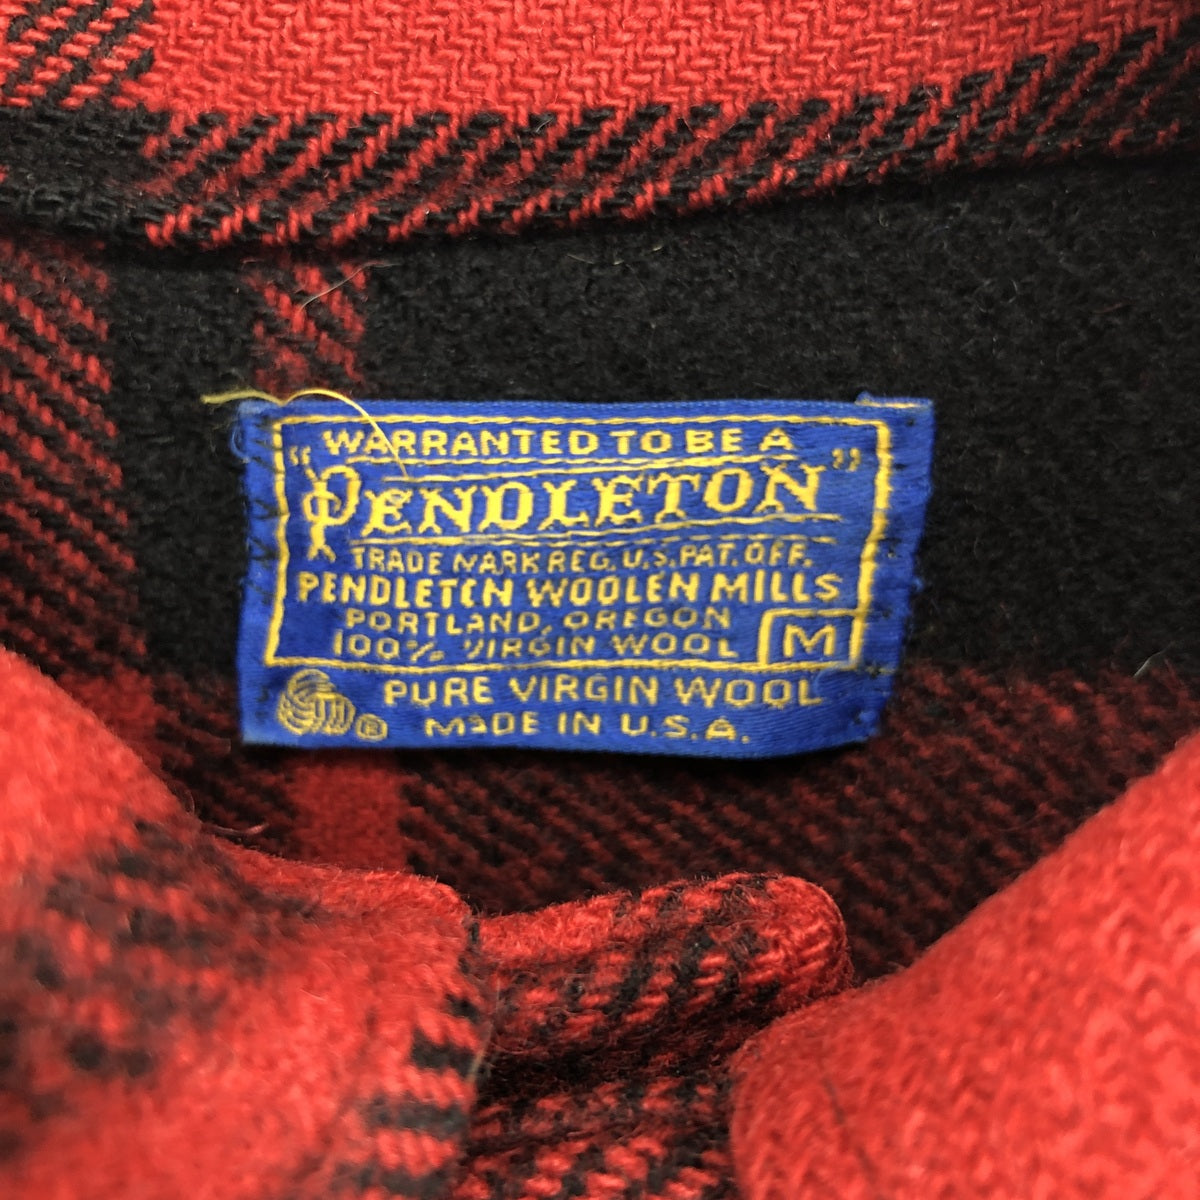 WARRANTED TO BE A
"PENDLETON"
TRADE MARK REG. U.S. PAT. OFF.
PENDLETON WOOLEN MILLS
PORTLAND, OREGON
100% VIRGIN WOOL M
PURE VIRGIN WOOL
® MADE IN U.S.A.